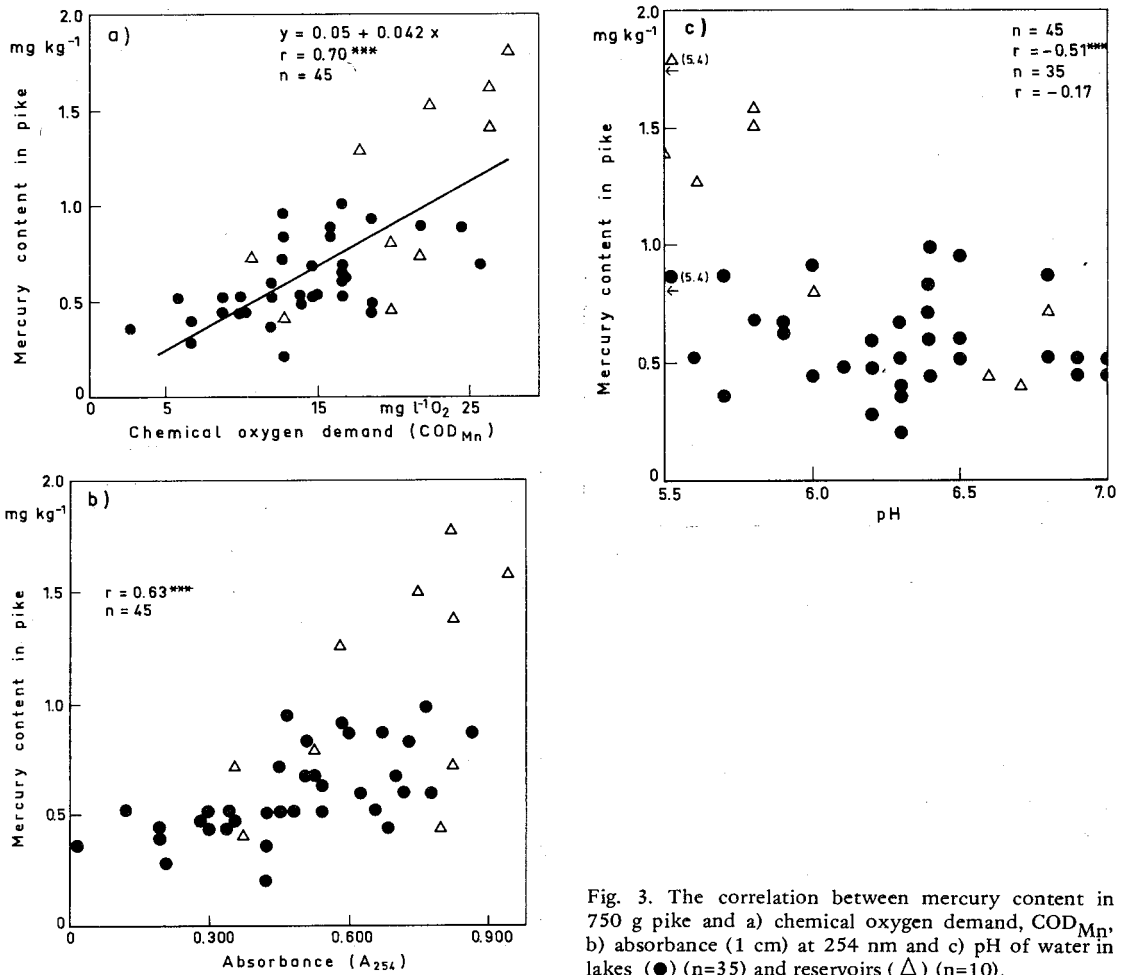 a)
2.0
mg kg⁻¹
1.5
1.0
0.5
0
Mercury content in pike
y = 0.05 + 0.042 x
r = 0.70***
n = 45
0
5
15
mg l⁻¹O₂
25
Chemical oxygen demand (COD_Mn)
b)
2.0
mg kg⁻¹
1.5
1.0
0.5
0
Mercury content in pike
r = 0.63***
n = 45
0
0.300
0.600
0.900
Absorbance (A₂₅₄)
c)
2.0
mg kg⁻¹
1.5
1.0
0.5
0
Mercury content in pike
n = 45
r = -0.51***
n = 35
r = -0.17
(5.4)
(5.4)
5.5
6.0
6.5
7.0
pH
Fig. 3. The correlation between mercury content in
750 g pike and a) chemical oxygen demand, COD_Mn,
b) absorbance (1 cm) at 254 nm and c) pH of water in
lakes (●) (n=35) and reservoirs (△) (n=10).